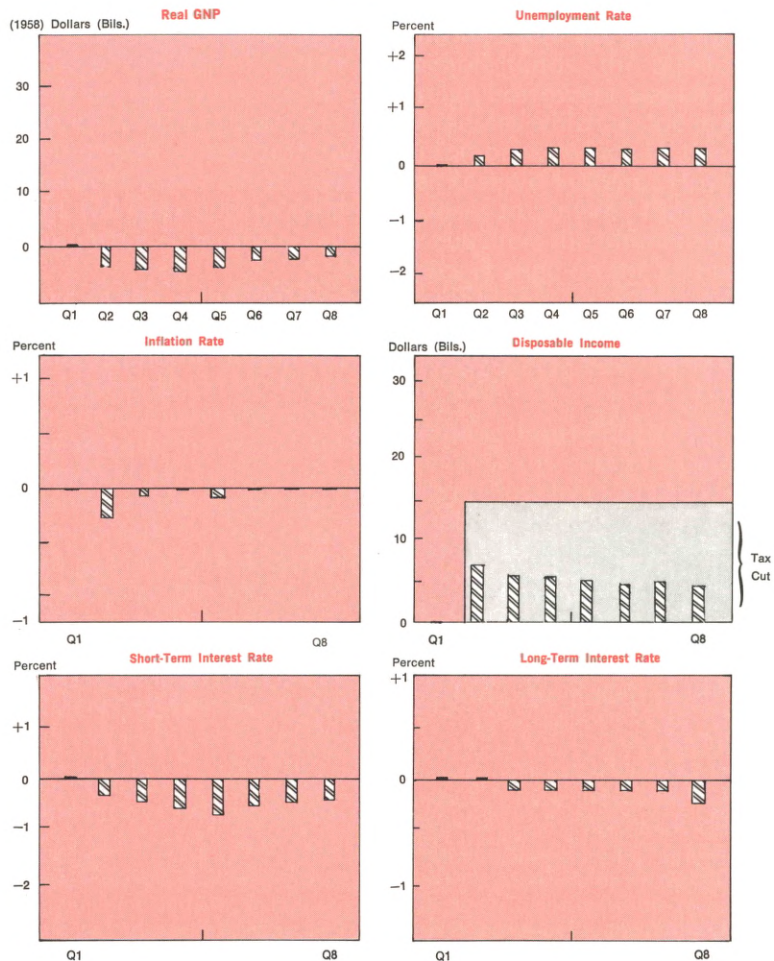 Real GNP
(1958) Dollars (Bils.)
30
20
10
0
Q1 Q2 Q3 Q4 Q5 Q6 Q7 Q8
Unemployment Rate
Percent
+2
+1
0
−1
−2
Q1 Q2 Q3 Q4 Q5 Q6 Q7 Q8
Inflation Rate
Percent
+1
0
−1
Q1 Q8
Disposable Income
Dollars (Bils.)
30
20
10
0
Tax
Cut
Q1 Q8
Short-Term Interest Rate
Percent
+1
0
−1
−2
Q1 Q8
Long-Term Interest Rate
Percent
+1
0
−1
Q1 Q8